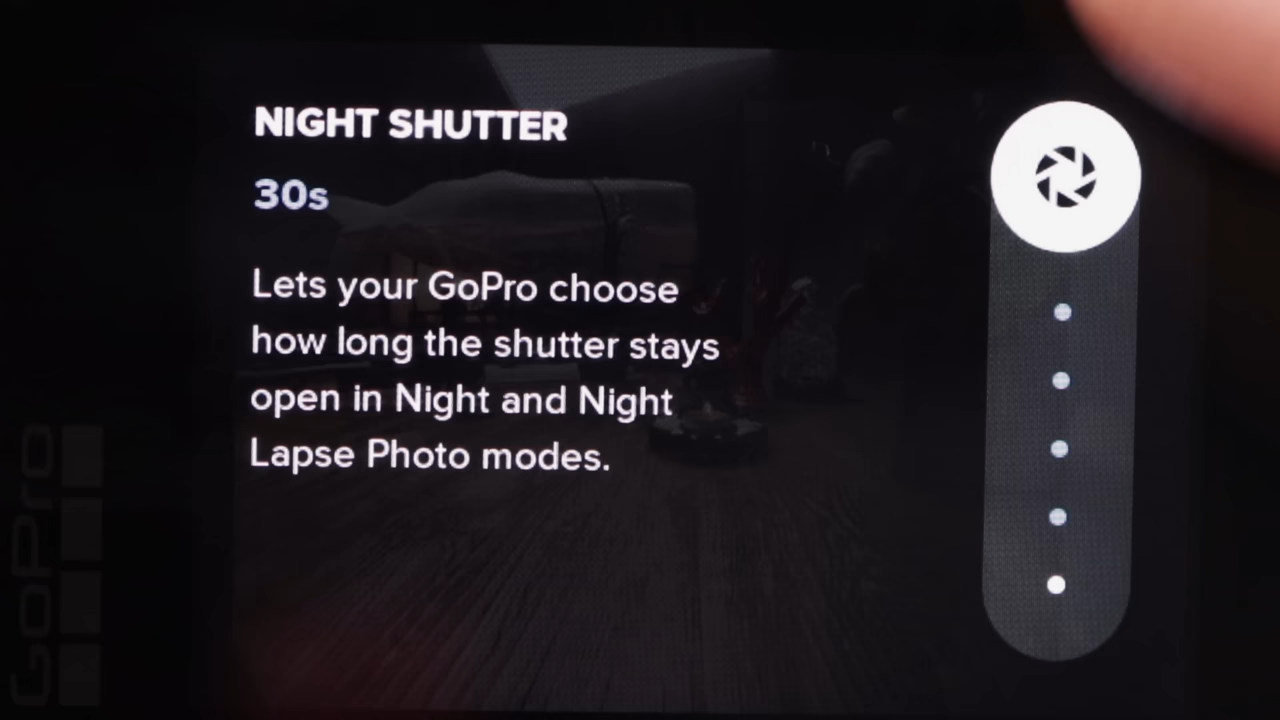 NIGHT SHUTTER
30s
Lets your GoPro choose
how long the shutter stays
open in Night and Night
Lapse Photo modes.
GoPro